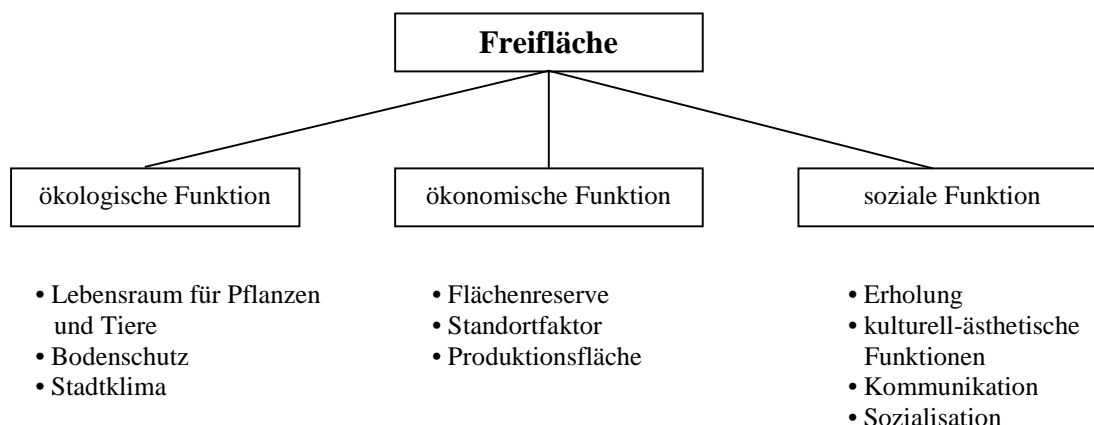 Freifläche
ökologische Funktion
ökonomische Funktion
soziale Funktion
• Lebensraum für Pflanzen
und Tiere
• Bodenschutz
• Stadtklima
• Flächenreserve
• Standortfaktor
• Produktionsfläche
• Erholung
• kulturell-ästhetische
Funktionen
• Kommunikation
• Sozialisation